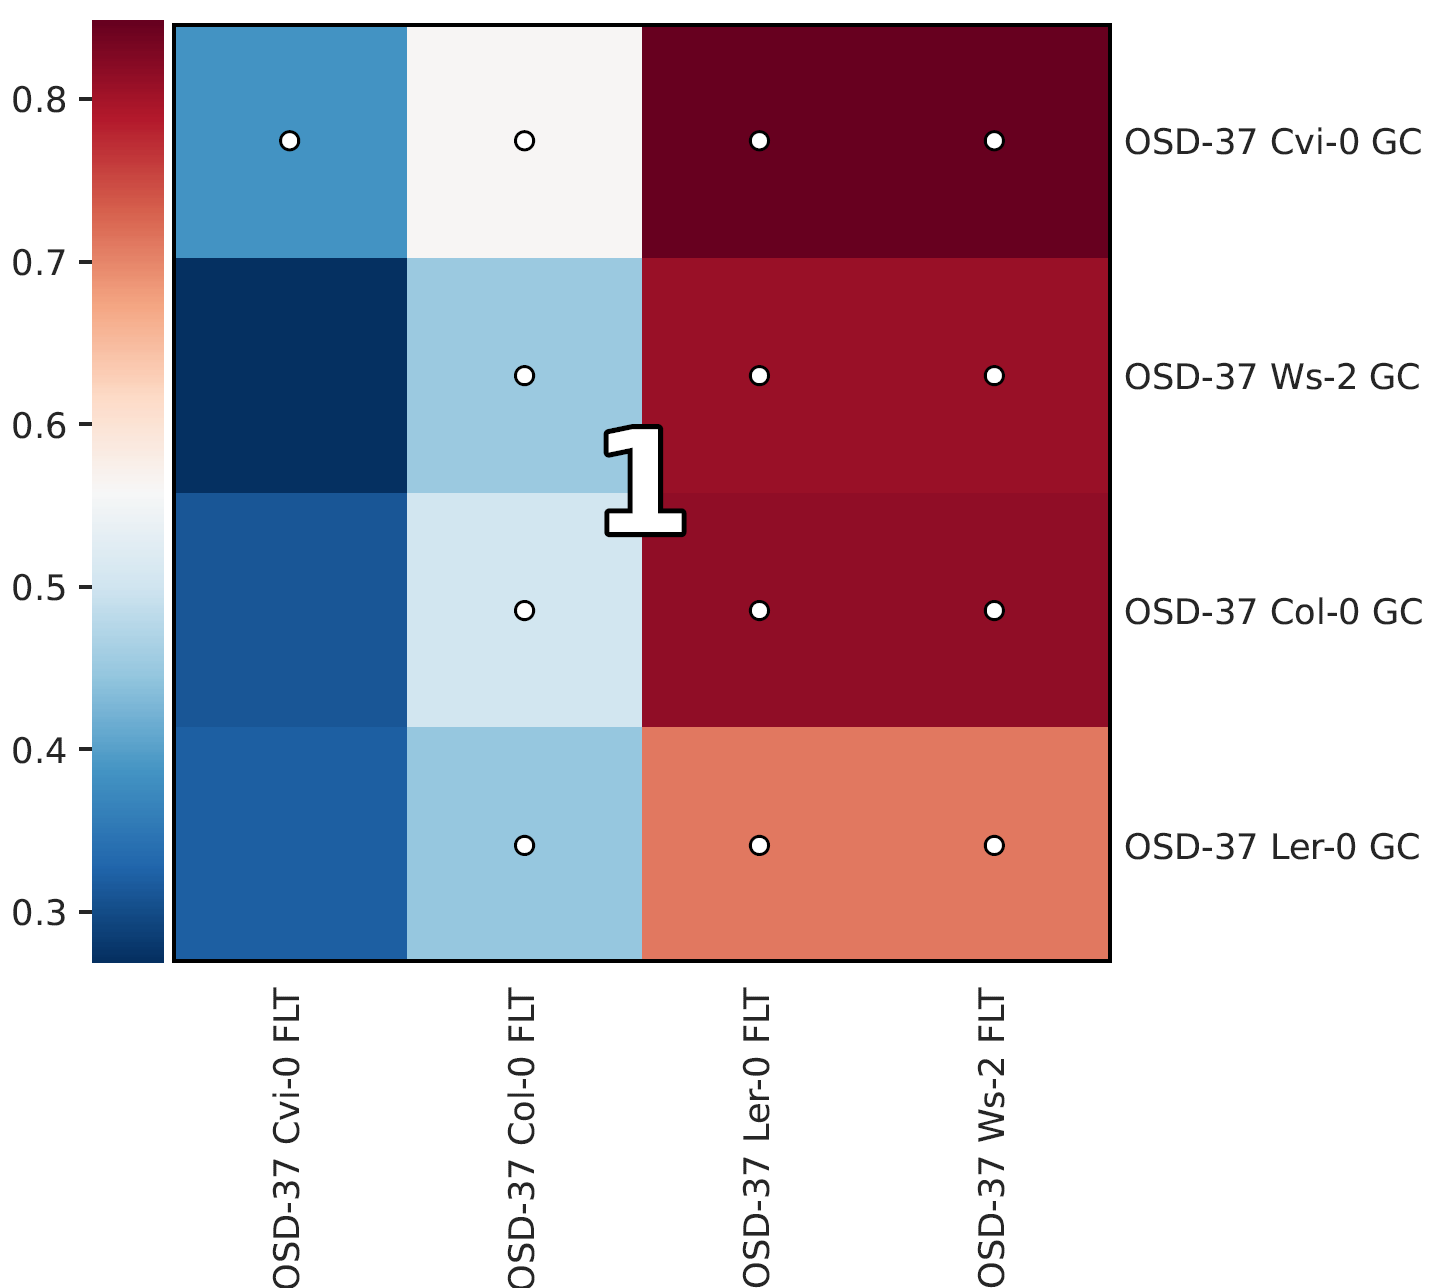 0.8
0.7
0.6
0.5
0.4
0.3
OSD-37 Cvi-0 GC
OSD-37 Ws-2 GC
1
OSD-37 Col-0 GC
OSD-37 Ler-0 GC
OSD-37 Cvi-0 FLT
OSD-37 Col-0 FLT
OSD-37 Ler-0 FLT
OSD-37 Ws-2 FLT